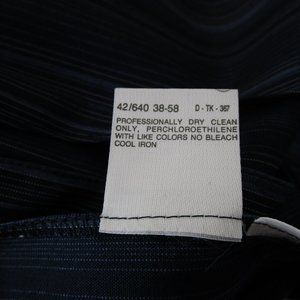 42/640 38-58 D - TK - 367
PROFESSIONALLY DRY CLEAN
ONLY, PERCHLOROETHILENE
WITH LIKE COLORS NO BLEACH
COOL IRON